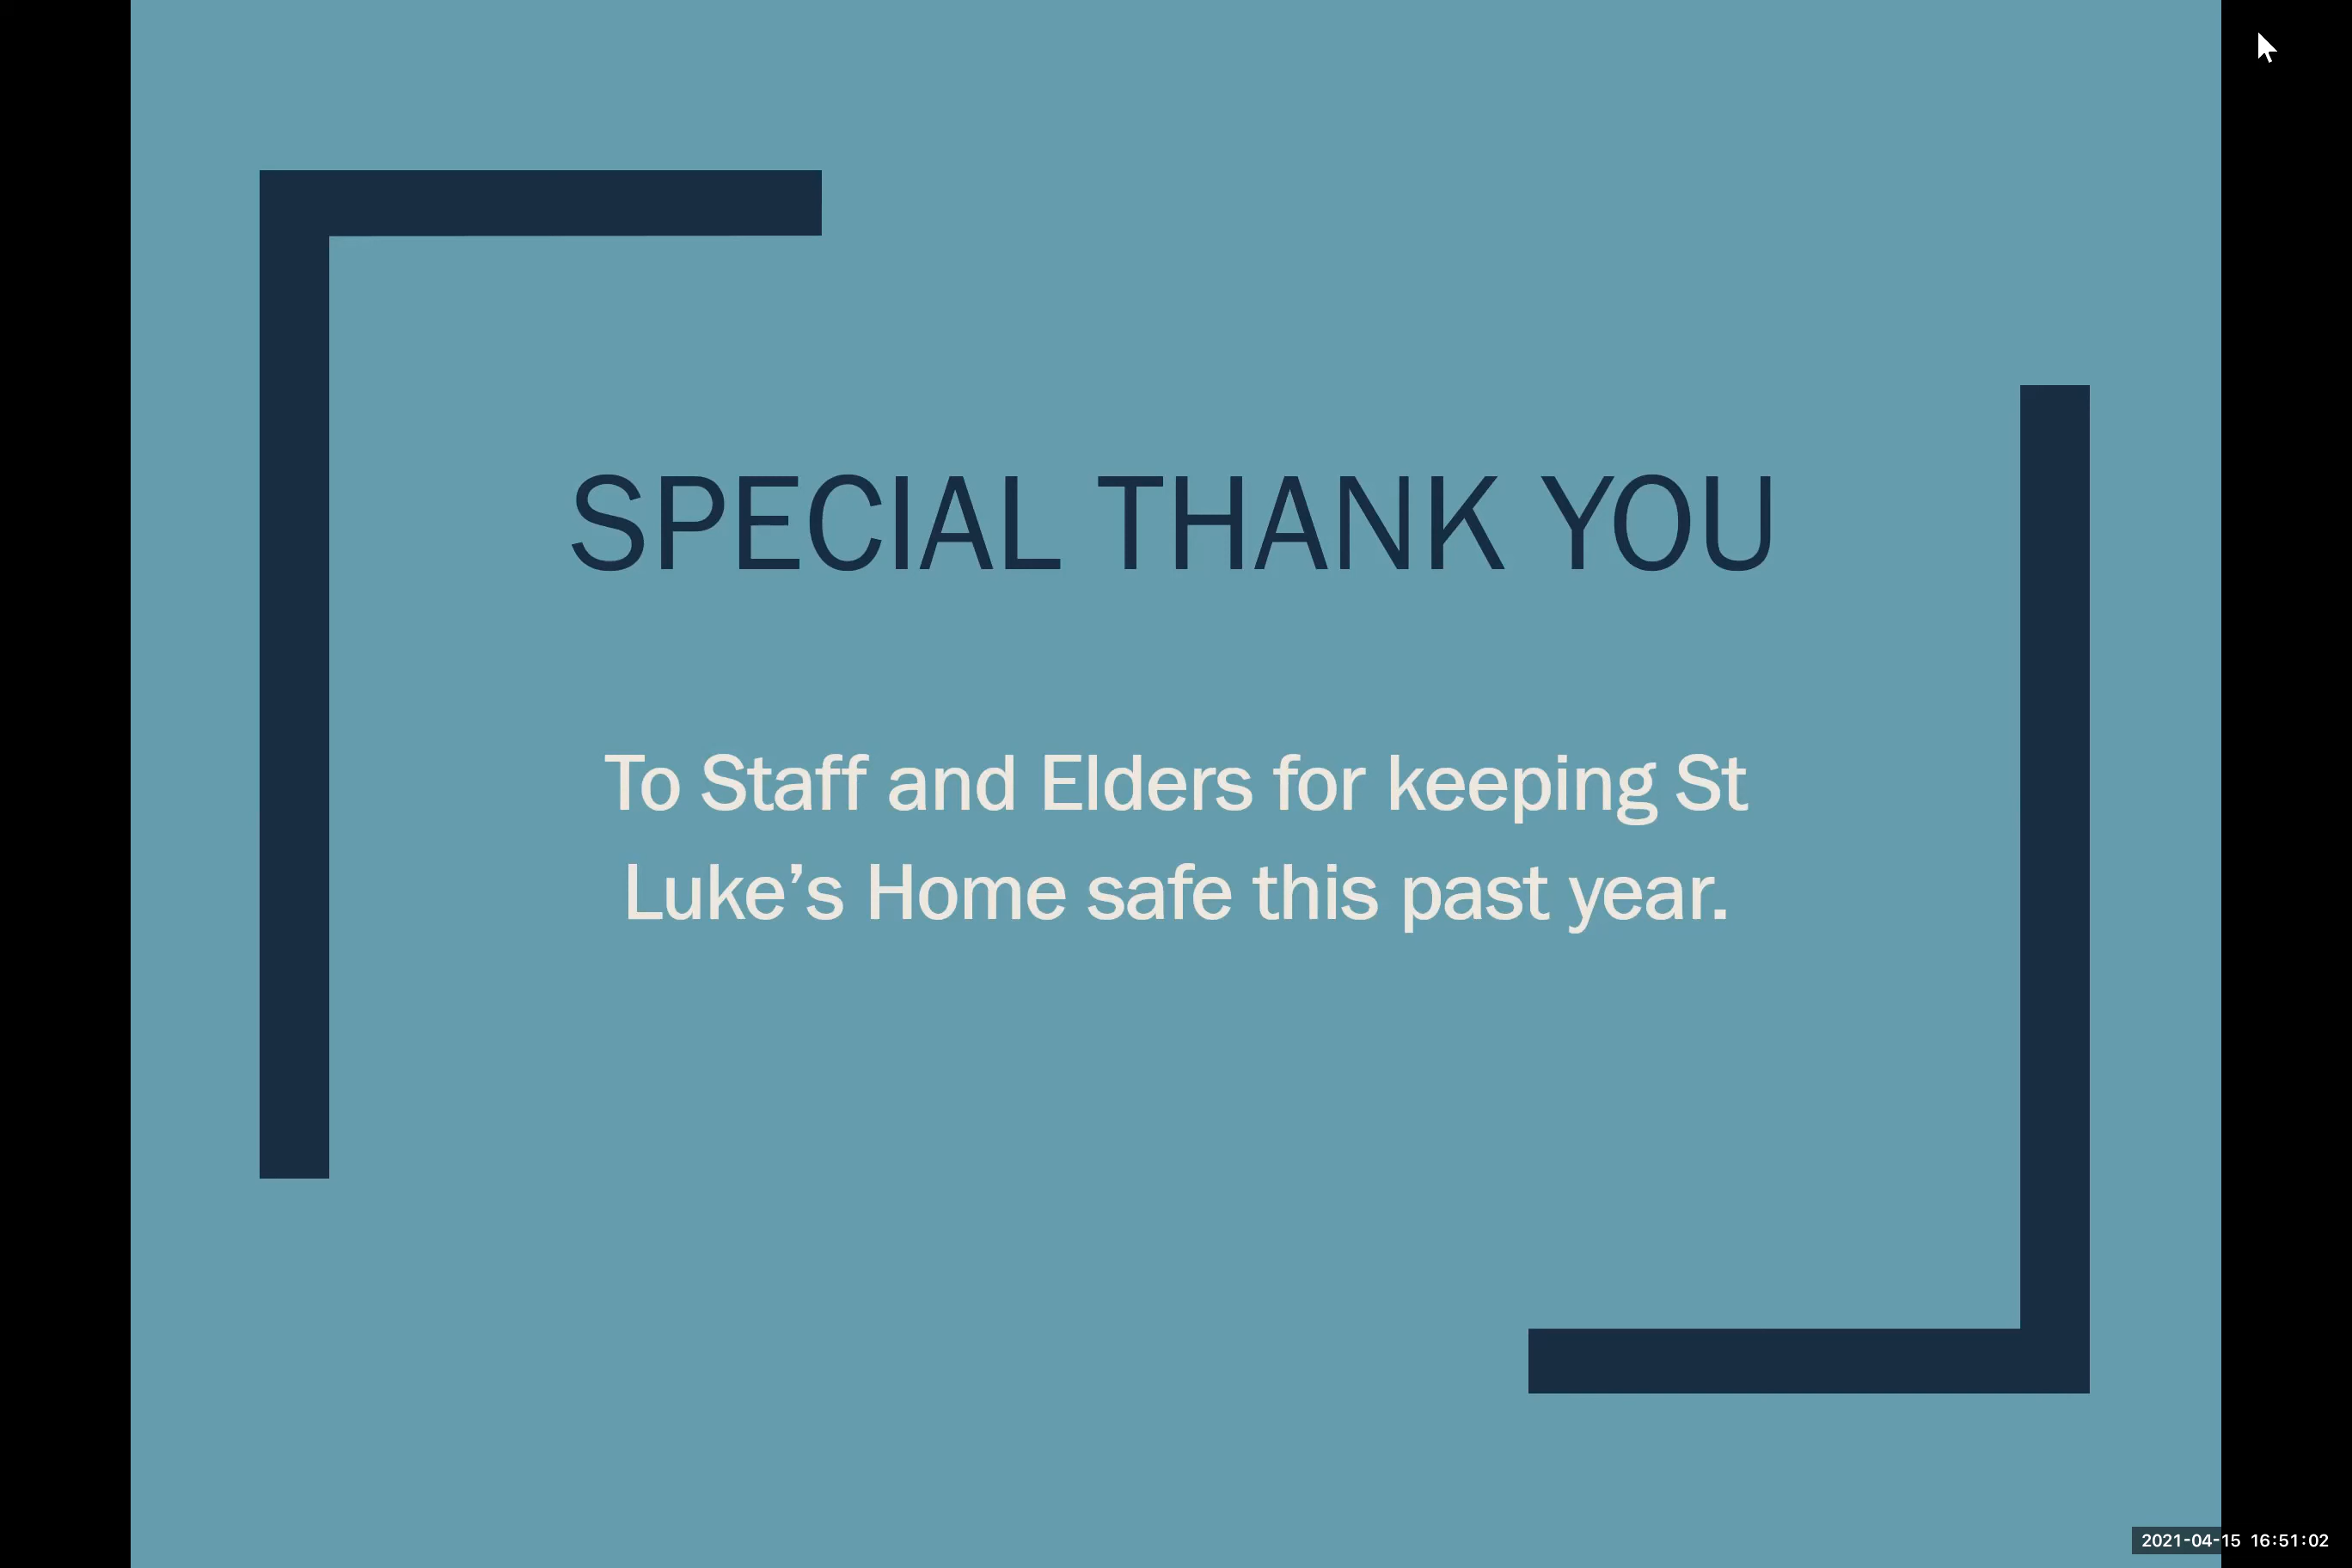 SPECIAL THANK YOU
To Staff and Elders for keeping St
Luke’s Home safe this past year.
2021-04-15 16:51:02